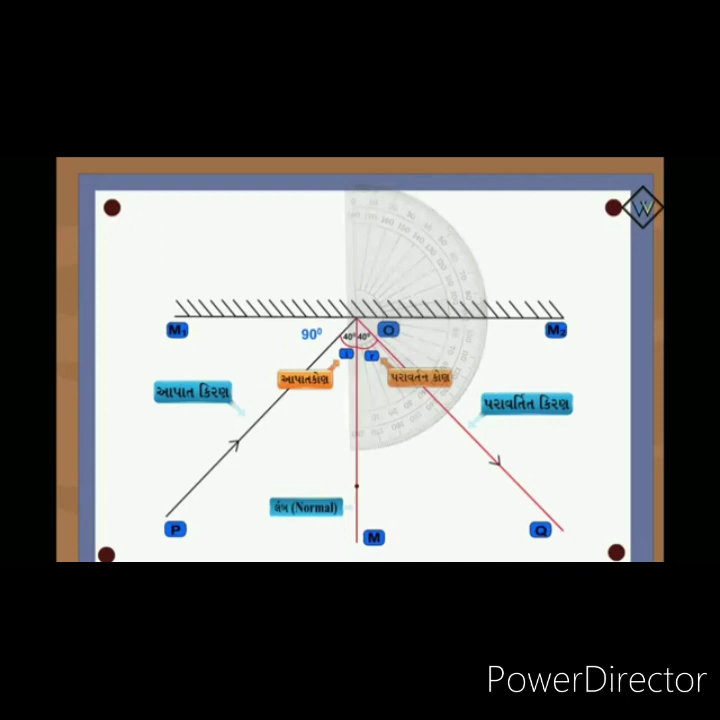 W
M₁
O
M₂
90⁰
40⁰
40⁰
i
r
આપાતકોણ
પરાવર્તન કોણ
આપાત કિરણ
પરાવર્તિત કિરણ
લંબ (Normal)
P
M
Q
PowerDirector